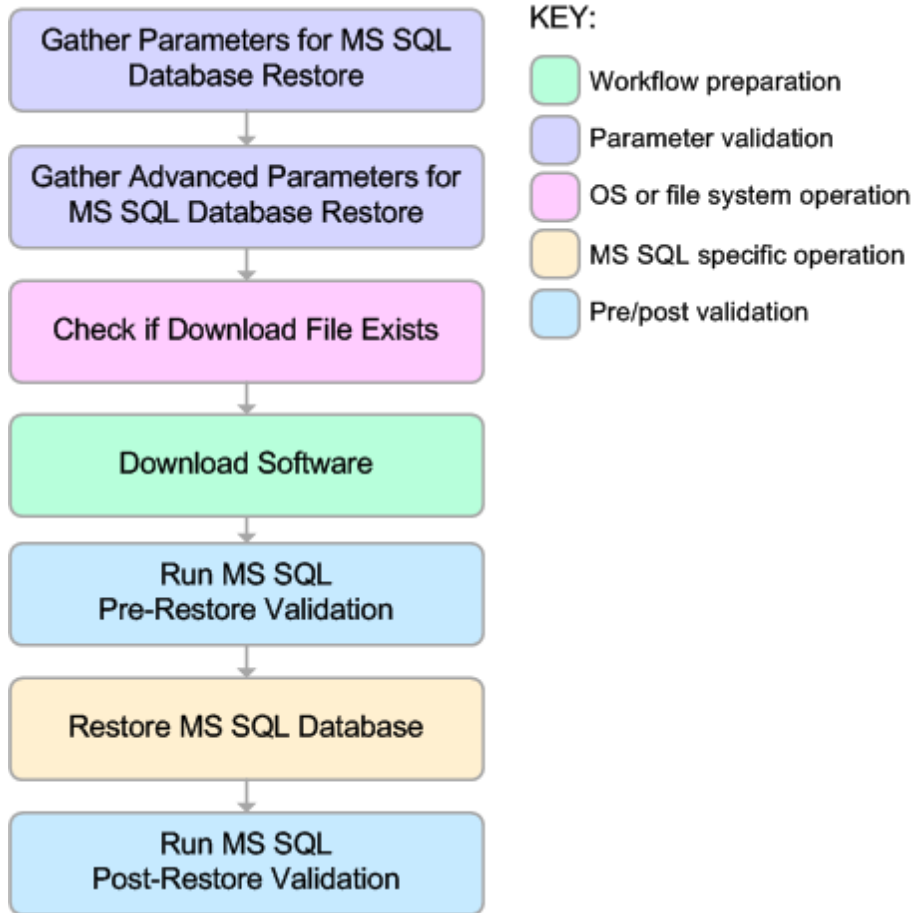 Gather Parameters for MS SQL
Database Restore
Gather Advanced Parameters for
MS SQL Database Restore
Check if Download File Exists
Download Software
Run MS SQL
Pre-Restore Validation
Restore MS SQL Database
Run MS SQL
Post-Restore Validation
KEY:
Workflow preparation
Parameter validation
OS or file system operation
MS SQL specific operation
Pre/post validation